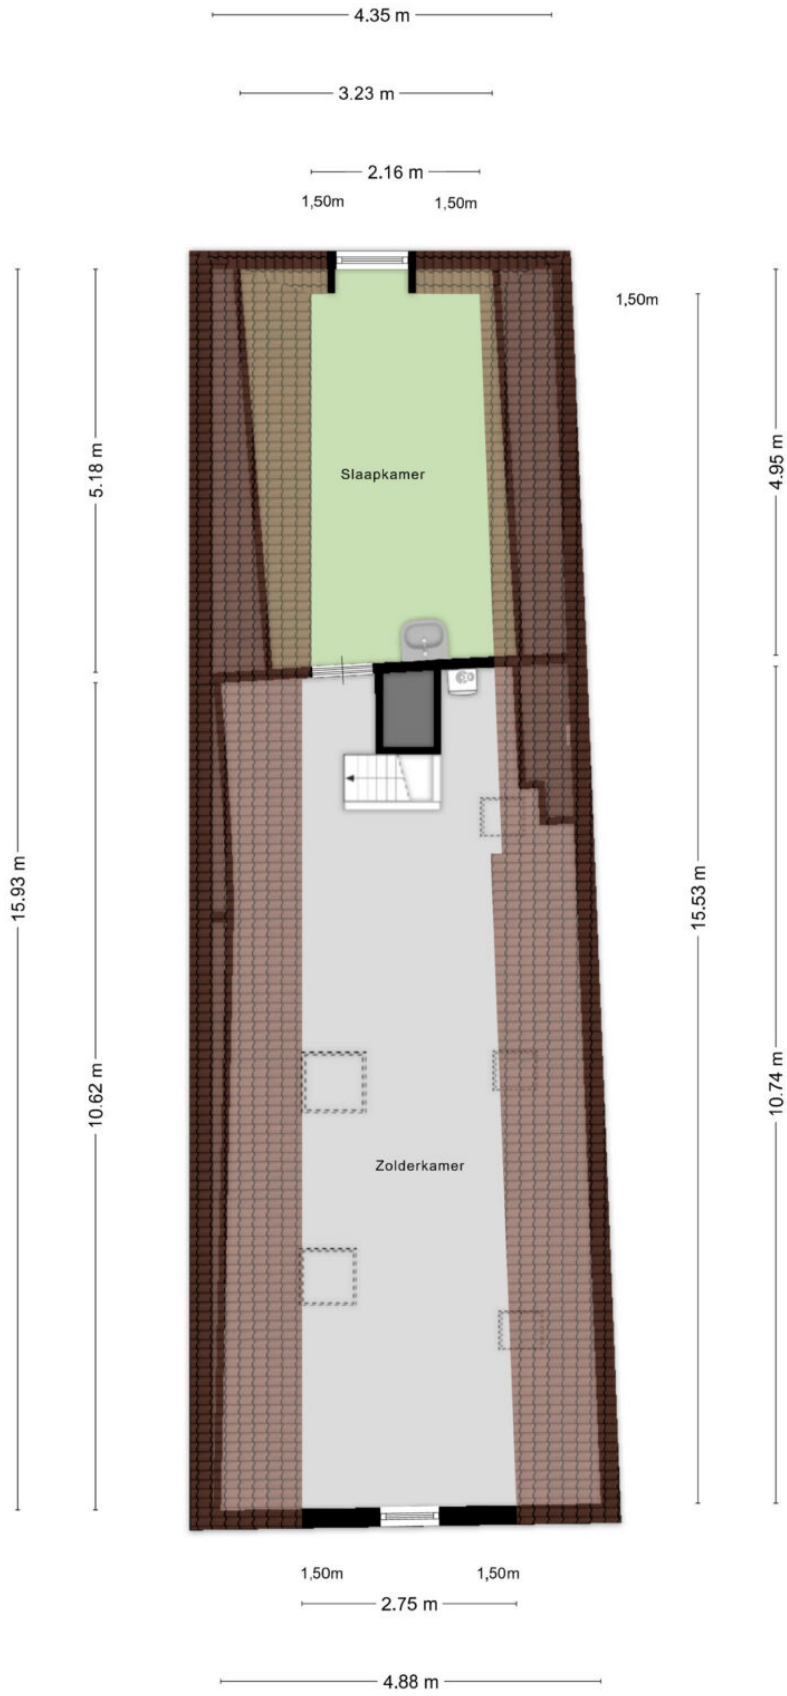 4.35 m
3.23 m
2.16 m
1,50m 1,50m
1,50m
5.18 m
4.95 m
Slaapkamer
15.93 m
15.53 m
10.62 m
10.74 m
Zolderkamer
1,50m 1,50m
2.75 m
4.88 m